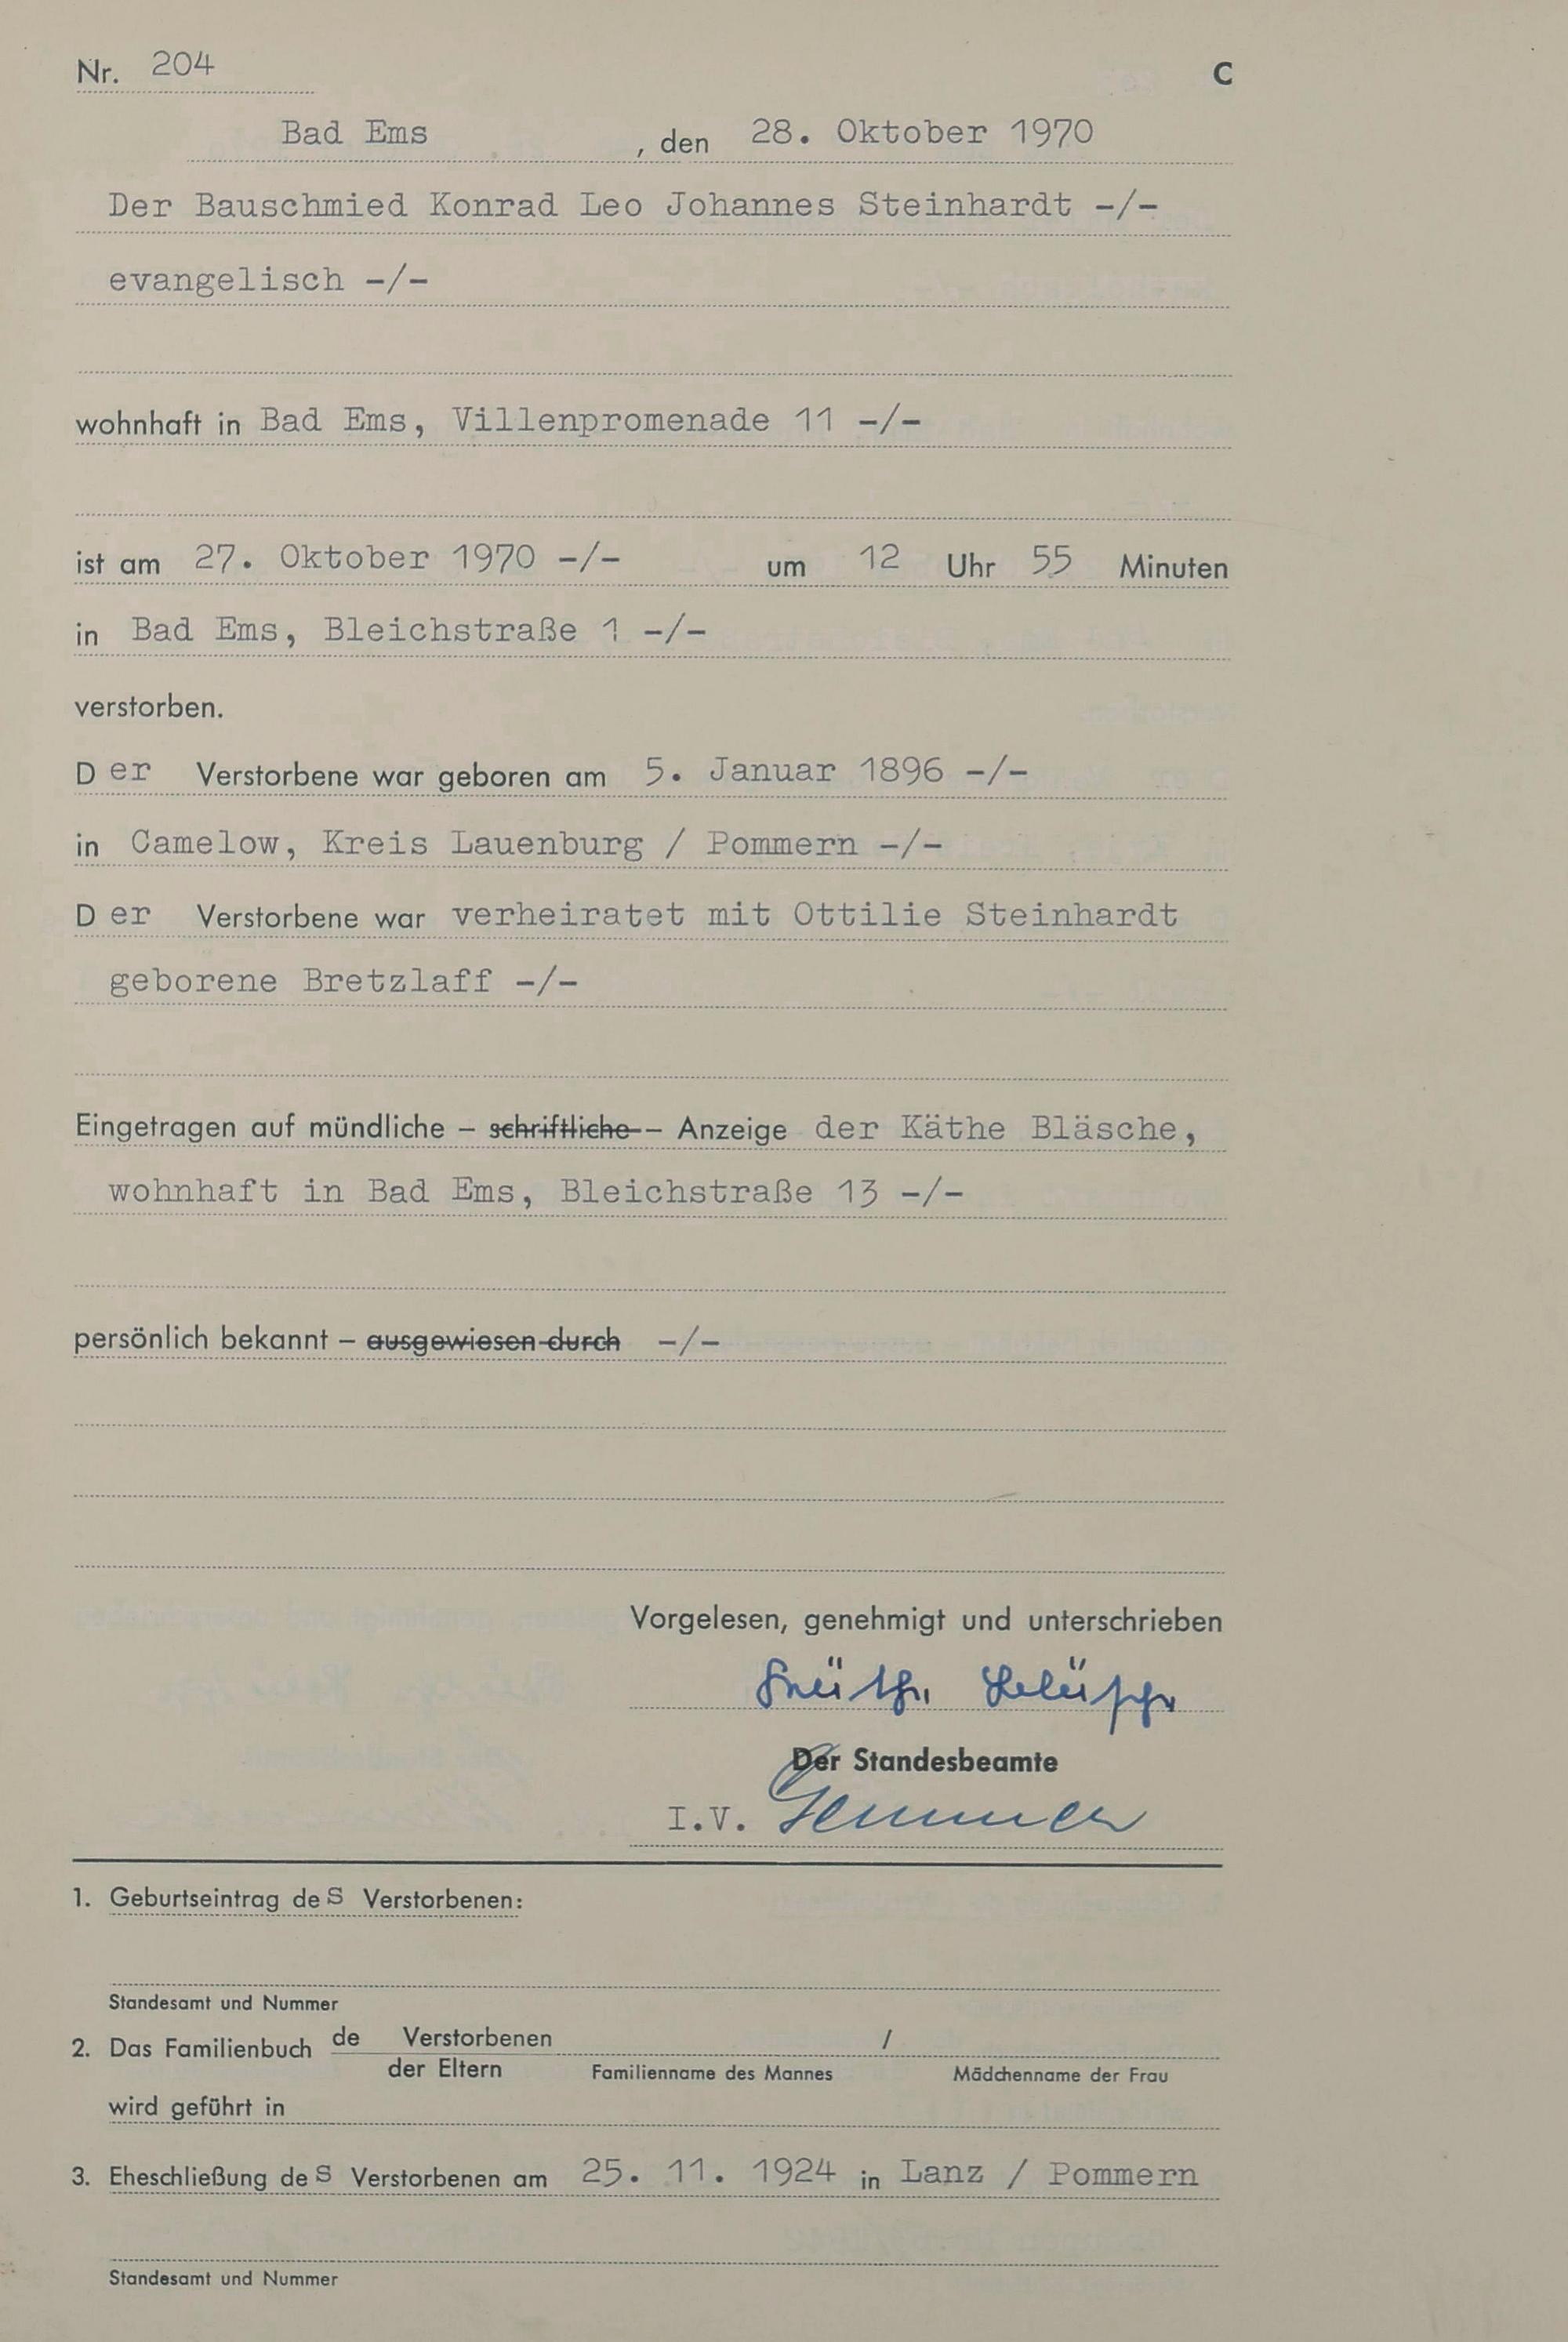 Nr. 204 C
Bad Ems , den 28. Oktober 1970
Der Bauschmied Konrad Leo Johannes Steinhardt -/-
evangelisch -/-
wohnhaft in Bad Ems, Villenpromenade 11 -/-
ist am 27. Oktober 1970 -/- um 12 Uhr 55 Minuten
in Bad Ems, Bleichstraße 1 -/-
verstorben.
Der Verstorbene war geboren am 5. Januar 1896 -/-
in Camelow, Kreis Lauenburg / Pommern -/-
Der Verstorbene war verheiratet mit Ottilie Steinhardt
geborene Bretzlaff -/-
Eingetragen auf mündliche – schriftliche – Anzeige der Käthe Bläsche,
wohnhaft in Bad Ems, Bleichstraße 13 -/-
persönlich bekannt – ausgewiesen durch -/-
Vorgelesen, genehmigt und unterschrieben
Käthe Bläsche
Der Standesbeamte
I.V.
1. Geburtseintrag des Verstorbenen:
Standesamt und Nummer
2. Das Familienbuch de Verstorbenen /
der Eltern Familienname des Mannes Mädchenname der Frau
wird geführt in
3. Eheschließung des Verstorbenen am 25. 11. 1924 in Lanz / Pommern
Standesamt und Nummer